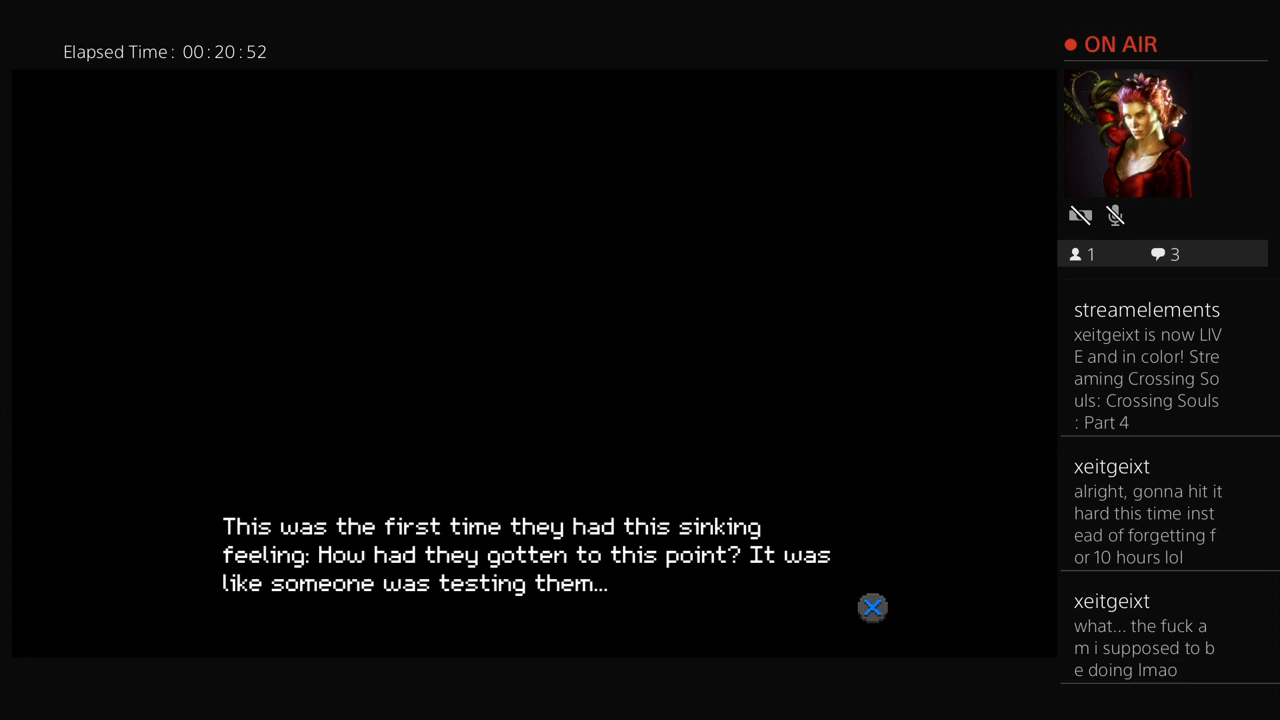 Elapsed Time: 00:20:52
ON AIR
1
3
streamelements
xeitgeixt is now LIV
E and in color! Stre
aming Crossing So
uls: Crossing Souls
: Part 4
xeitgeixt
alright, gonna hit it
hard this time inst
ead of forgetting f
or 10 hours lol
xeitgeixt
what... the fuck a
m i supposed to b
e doing lmao
This was the first time they had this sinking
feeling: How had they gotten to this point? It was
like someone was testing them...